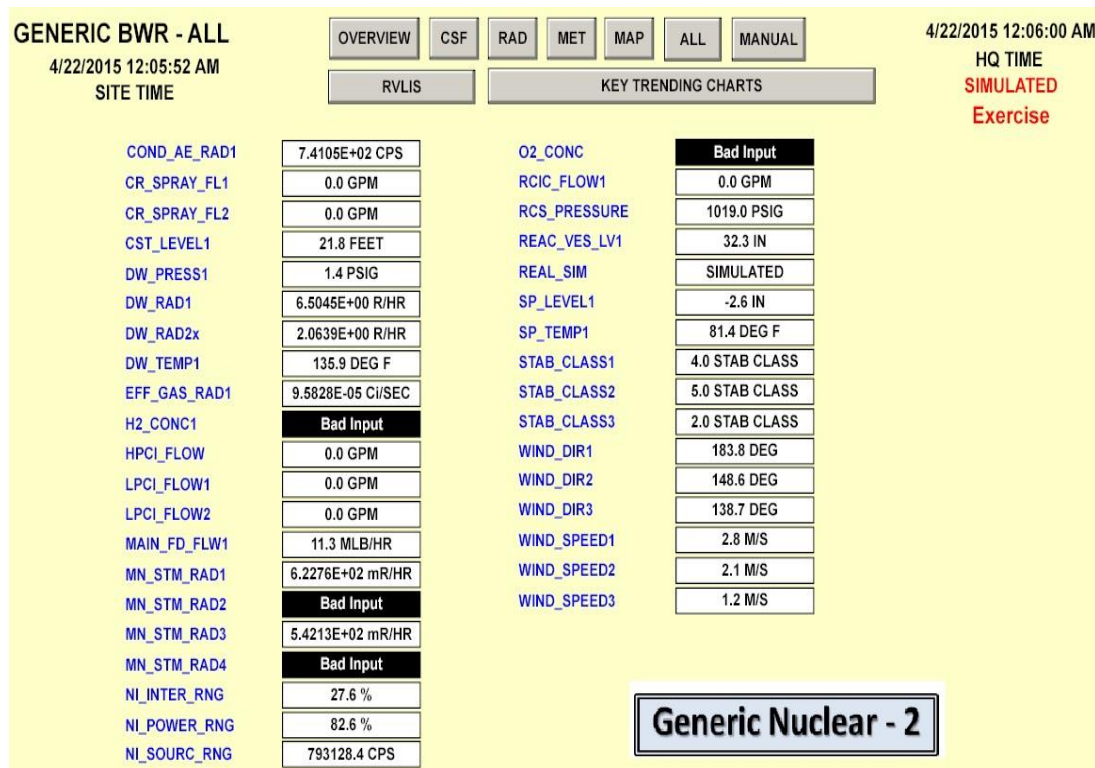 GENERIC BWR - ALL
4/22/2015 12:05:52 AM
SITE TIME
OVERVIEW CSF RAD MET MAP ALL MANUAL
RVLIS KEY TRENDING CHARTS
4/22/2015 12:06:00 AM
HQ TIME
SIMULATED
Exercise
COND_AE_RAD1 7.4105E+02 CPS
CR_SPRAY_FL1 0.0 GPM
CR_SPRAY_FL2 0.0 GPM
CST_LEVEL1 21.8 FEET
DW_PRESS1 1.4 PSIG
DW_RAD1 6.5045E+00 R/HR
DW_RAD2x 2.0639E+00 R/HR
DW_TEMP1 135.9 DEG F
EFF_GAS_RAD1 9.5828E-05 Ci/SEC
H2_CONC1 Bad Input
HPCI_FLOW 0.0 GPM
LPCI_FLOW1 0.0 GPM
LPCI_FLOW2 0.0 GPM
MAIN_FD_FLW1 11.3 MLB/HR
MN_STM_RAD1 6.2276E+02 mR/HR
MN_STM_RAD2 Bad Input
MN_STM_RAD3 5.4213E+02 mR/HR
MN_STM_RAD4 Bad Input
NI_INTER_RNG 27.6 %
NI_POWER_RNG 82.6 %
NI_SOURC_RNG 793128.4 CPS
O2_CONC Bad Input
RCIC_FLOW1 0.0 GPM
RCS_PRESSURE 1019.0 PSIG
REAC_VES_LV1 32.3 IN
REAL_SIM SIMULATED
SP_LEVEL1 -2.6 IN
SP_TEMP1 81.4 DEG F
STAB_CLASS1 4.0 STAB CLASS
STAB_CLASS2 5.0 STAB CLASS
STAB_CLASS3 2.0 STAB CLASS
WIND_DIR1 183.8 DEG
WIND_DIR2 148.6 DEG
WIND_DIR3 138.7 DEG
WIND_SPEED1 2.8 M/S
WIND_SPEED2 2.1 M/S
WIND_SPEED3 1.2 M/S
Generic Nuclear - 2